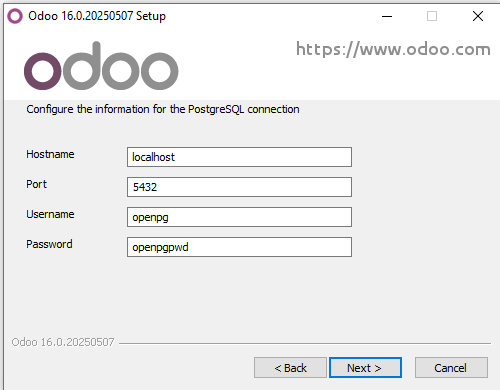 Odoo 16.0.20250507 Setup
odoo
https://www.odoo.com
Configure the information for the PostgreSQL connection
Hostname localhost
Port 5432
Username openpg
Password openpgpwd
Odoo 16.0.20250507
< Back Next > Cancel